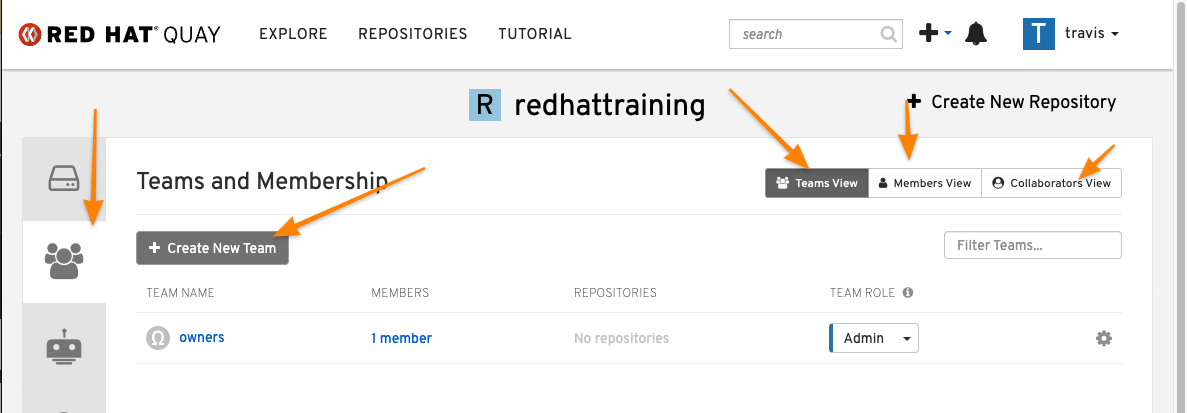 RED HAT® QUAY EXPLORE REPOSITORIES TUTORIAL search T travis
R redhattraining + Create New Repository
Teams and Membership Teams View Members View Collaborators View
+ Create New Team Filter Teams...
TEAM NAME MEMBERS REPOSITORIES TEAM ROLE
Ω owners 1 member No repositories Admin